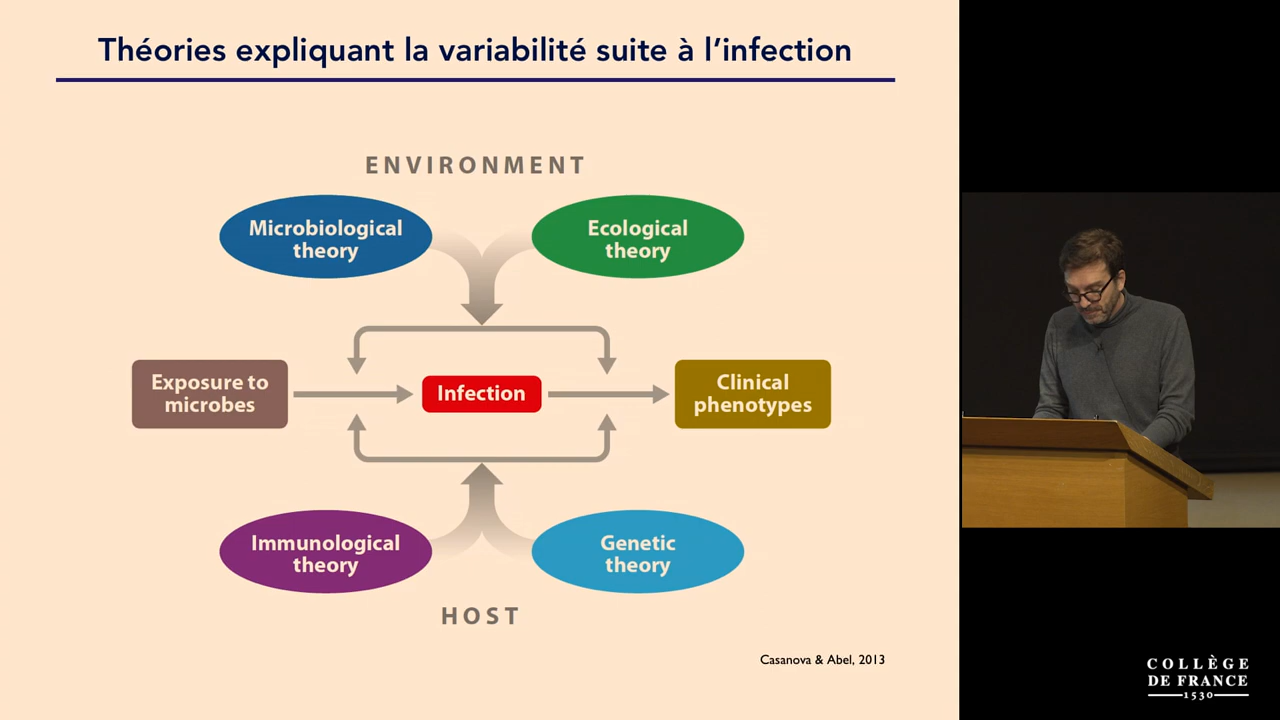 Théories expliquant la variabilité suite à l’infection
ENVIRONMENT
Microbiological
theory
Ecological
theory
Exposure to
microbes
Infection
Clinical
phenotypes
Immunological
theory
Genetic
theory
HOST
Casanova & Abel, 2013
COLLÈGE
DE FRANCE
1530